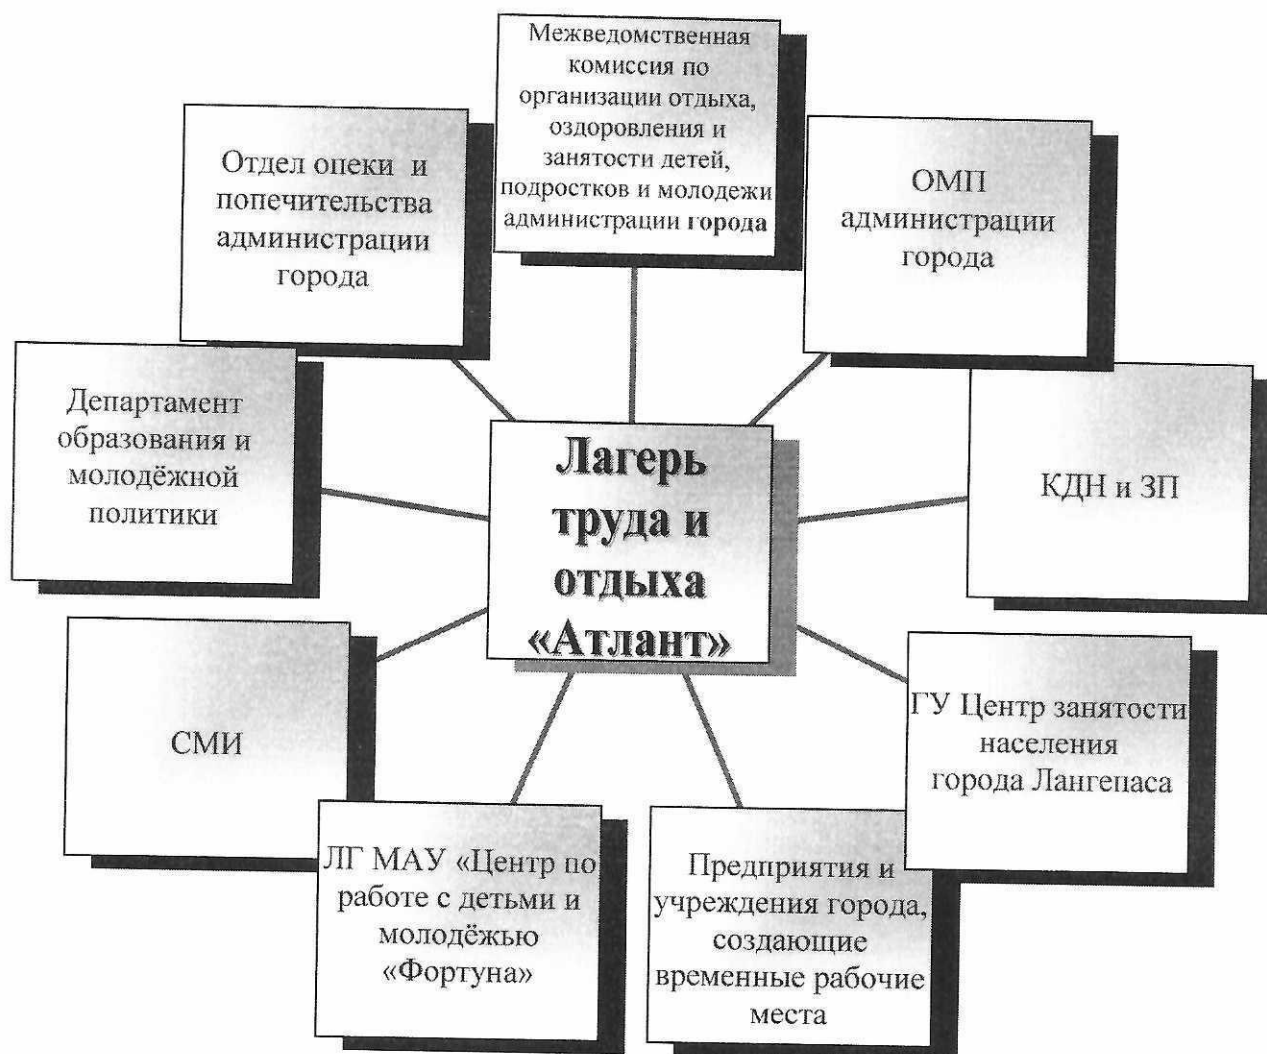 Межведомственная
комиссия по
организации отдыха,
оздоровления и
занятости детей,
подростков и молодежи
администрации города
Отдел опеки и
попечительства
администрации
города
ОМП
администрации
города
Департамент
образования и
молодёжной
политики
Лагерь
труда и
отдыха
«Атлант»
КДН и ЗП
СМИ
ГУ Центр занятости
населения
города Лангепаса
ЛГ МАУ «Центр по
работе с детьми и
молодёжью
«Фортуна»
Предприятия и
учреждения города,
создающие
временные рабочие
места